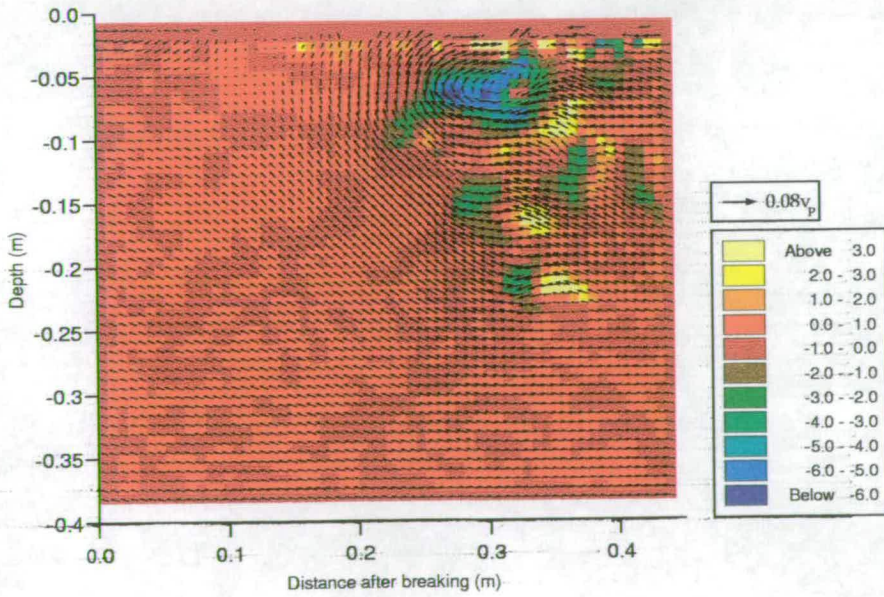 0.0
-0.05
-0.1
-0.15
-0.2
-0.25
-0.3
-0.35
-0.4
Depth (m)
0.0 0.1 0.2 0.3 0.4
Distance after breaking (m)
0.08vP
Above 3.0
2.0 - 3.0
1.0 - 2.0
0.0 - 1.0
-1.0 - 0.0
-2.0 - -1.0
-3.0 - -2.0
-4.0 - -3.0
-5.0 - -4.0
-6.0 - -5.0
Below -6.0